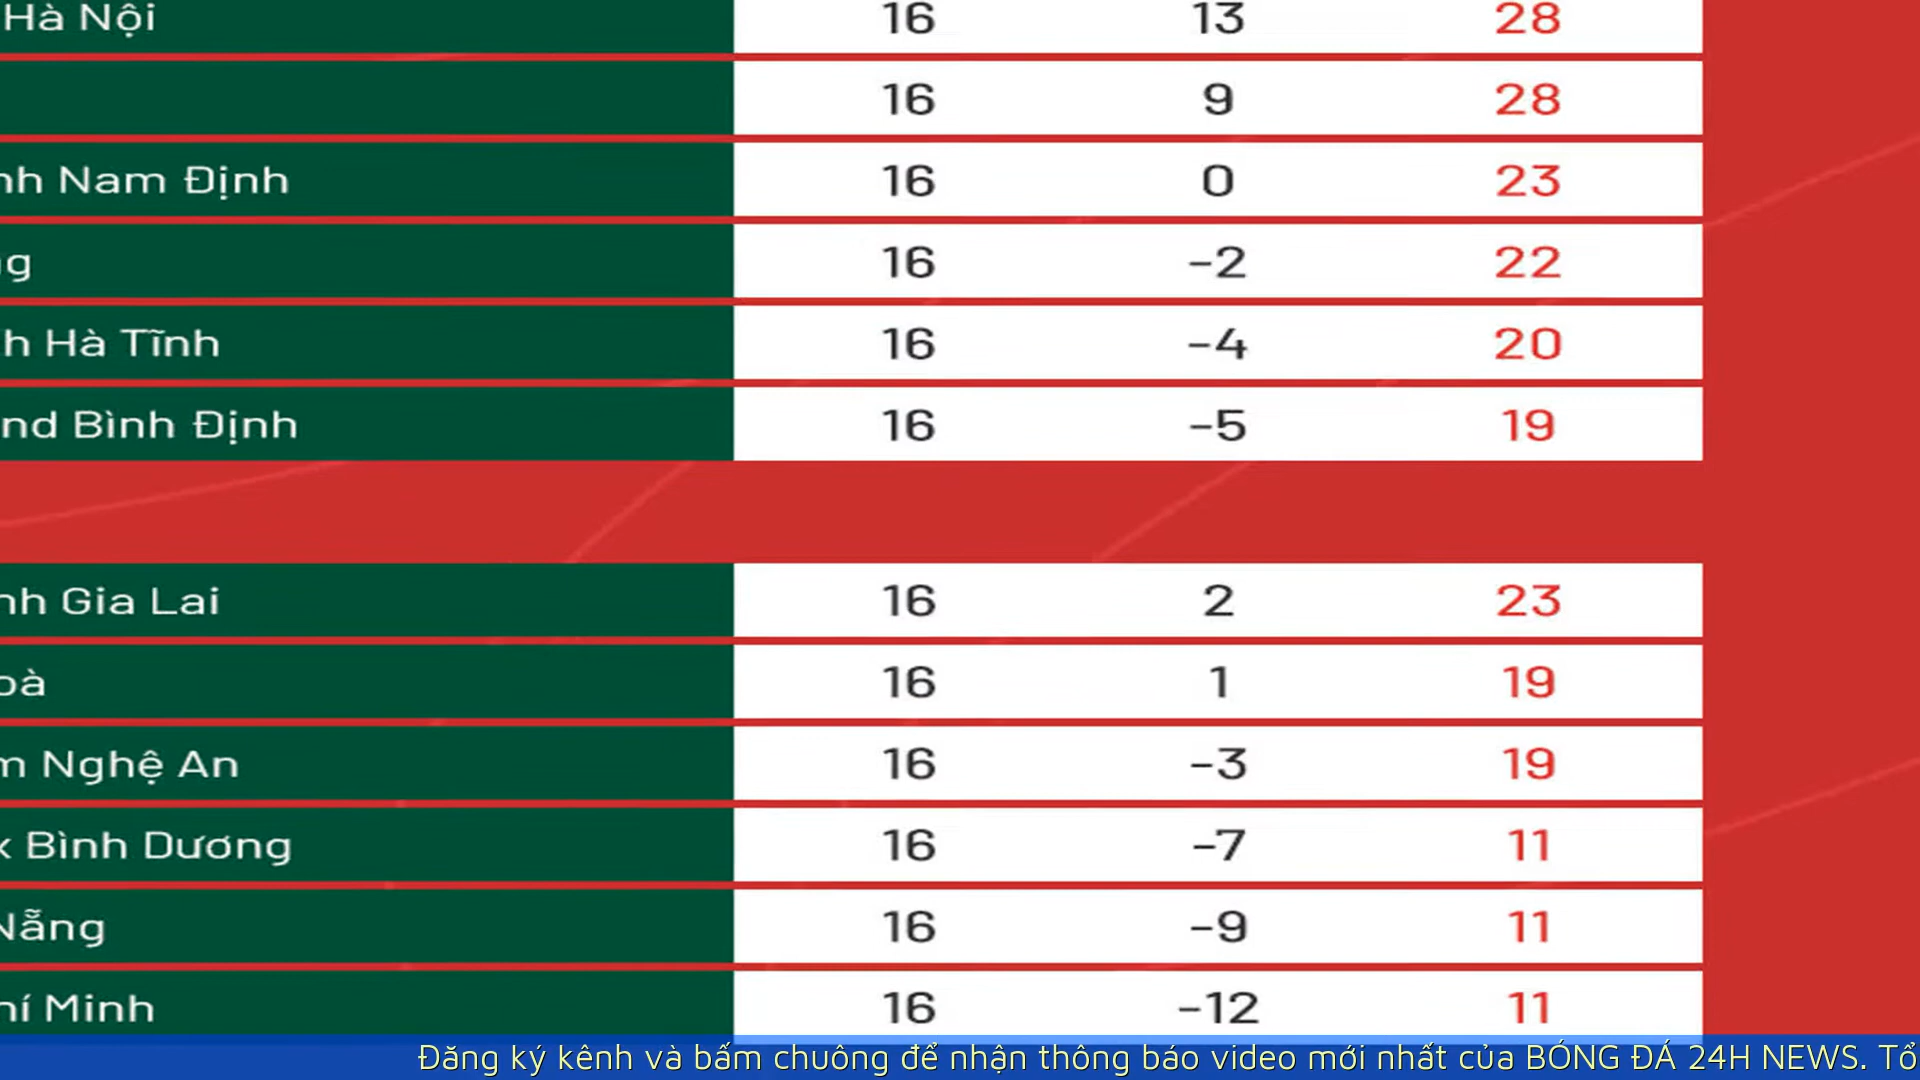 Hà Nội 16 13 28
16 9 28
nh Nam Định 16 0 23
ng 16 -2 22
h Hà Tĩnh 16 -4 20
nd Bình Định 16 -5 19
nh Gia Lai 16 2 23
oà 16 1 19
m Nghệ An 16 -3 19
x Bình Dương 16 -7 11
Nẵng 16 -9 11
hí Minh 16 -12 11
Đăng ký kênh và bấm chuông để nhận thông báo video mới nhất của BÓNG ĐÁ 24H NEWS. Tổ